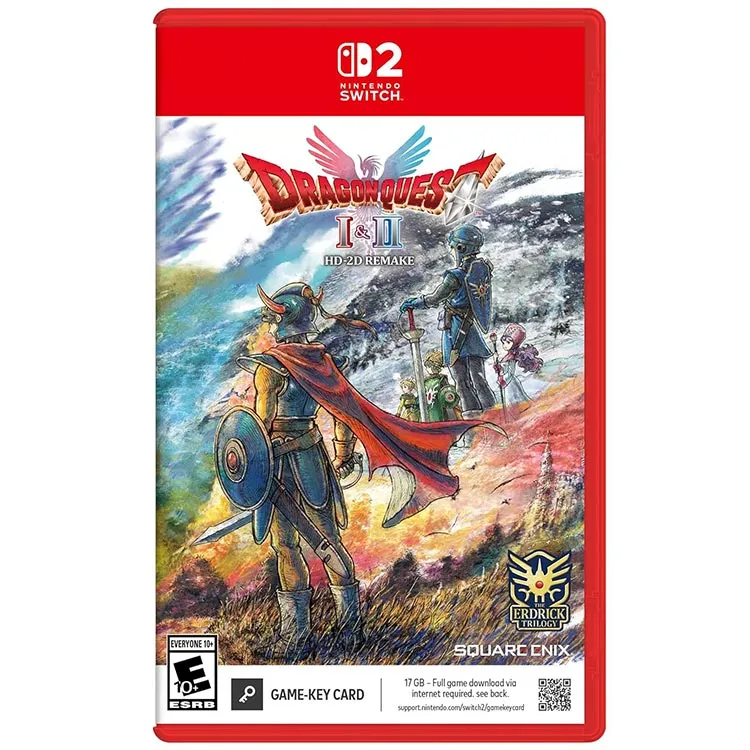 2
NINTENDO
SWITCH™
DRAGON QUEST
I & II
HD-2D REMAKE
THE
ERDRICK
TRILOGY
SQUARE ENIX
EVERYONE 10+
E
10+
ESRB
GAME-KEY CARD
17 GB – Full game download via
internet required. see back.
support.nintendo.com/switch2/gamekeycard